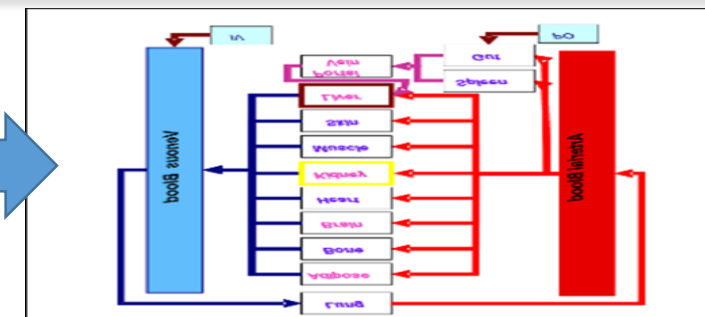 IV
PO
Vein
Portal
Gut
Spleen
Liver
Skin
Muscle
Kidney
Heart
Brain
Bone
Adipose
Lung
Venous Blood
Arterial Blood